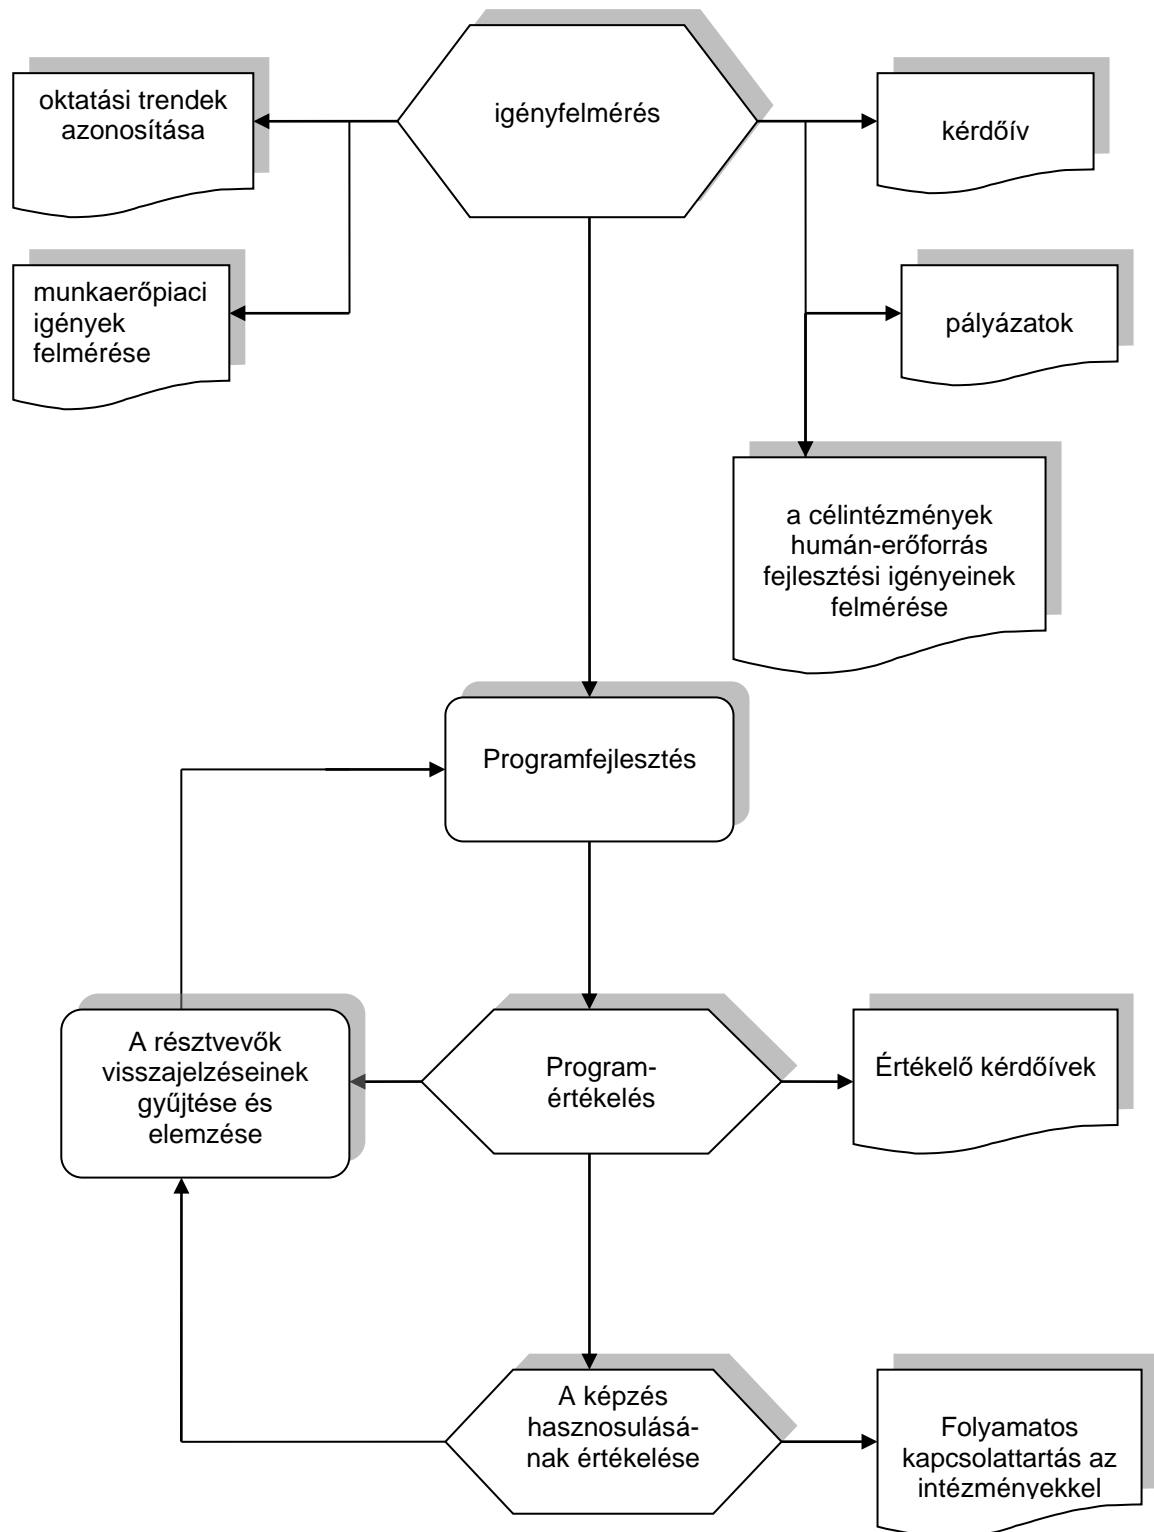 igényfelmérés
oktatási trendek
azonosítása
kérdőív
munkaerőpiaci
igények
felmérése
pályázatok
a célintézmények
humán-erőforrás
fejlesztési igényeinek
felmérése
Programfejlesztés
A résztvevők
visszajelzéseinek
gyűjtése és
elemzése
Program-
értékelés
Értékelő kérdőívek
A képzés
hasznosulásá-
nak értékelése
Folyamatos
kapcsolattartás az
intézményekkel